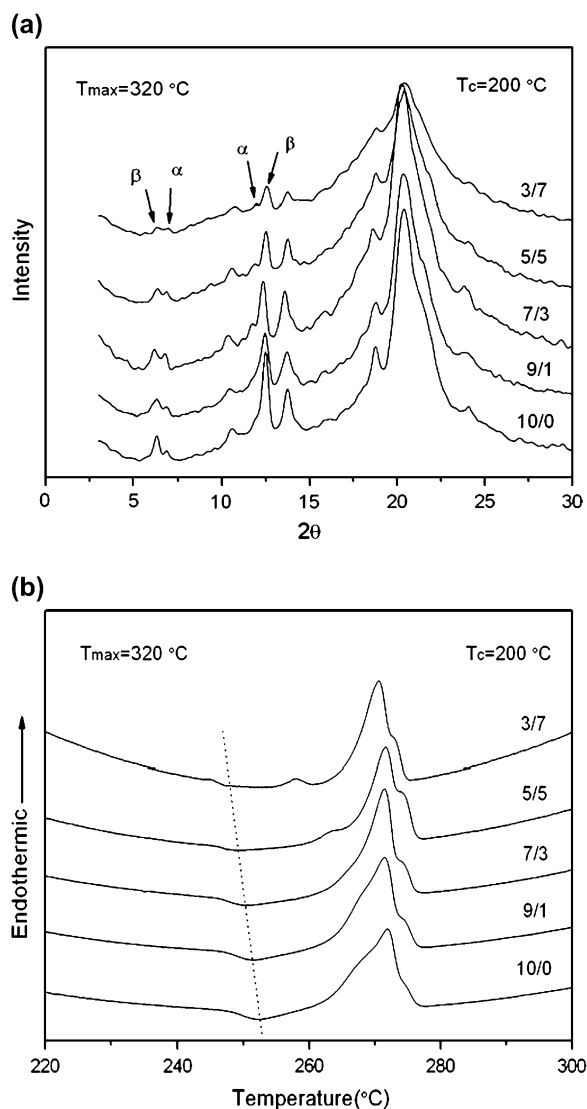 (a)
Tmax=320 °C
Tc=200 °C
β
α
α
β
3/7
5/5
7/3
9/1
10/0
Intensity
0 5 10 15 20 25 30
2θ
(b)
Tmax=320 °C
Tc=200 °C
3/7
5/5
7/3
9/1
10/0
Endothermic
220 240 260 280 300
Temperature(°C)